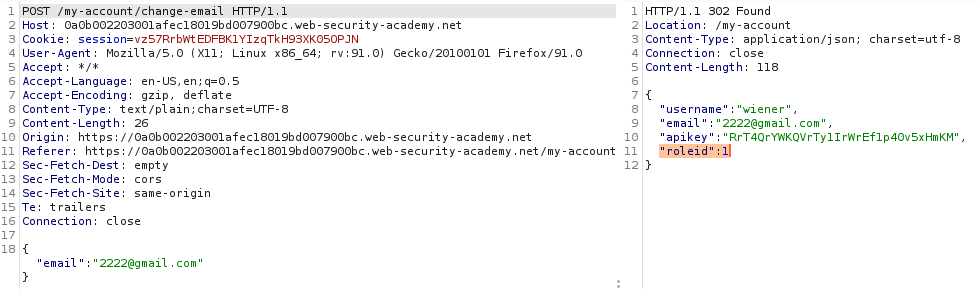 1 POST /my-account/change-email HTTP/1.1
2 Host: 0a0b002203001afec18019bd007900bc.web-security-academy.net
3 Cookie: session=vz57RrbWtEDFBK1YIzqTkH93XK05OPJN
4 User-Agent: Mozilla/5.0 (X11; Linux x86_64; rv:91.0) Gecko/20100101 Firefox/91.0
5 Accept: */*
6 Accept-Language: en-US,en;q=0.5
7 Accept-Encoding: gzip, deflate
8 Content-Type: text/plain;charset=UTF-8
9 Content-Length: 26
10 Origin: https://0a0b002203001afec18019bd007900bc.web-security-academy.net
11 Referer: https://0a0b002203001afec18019bd007900bc.web-security-academy.net/my-account
12 Sec-Fetch-Dest: empty
13 Sec-Fetch-Mode: cors
14 Sec-Fetch-Site: same-origin
15 Te: trailers
16 Connection: close
17
18 {
"email":"2222@gmail.com"
}
1 HTTP/1.1 302 Found
2 Location: /my-account
3 Content-Type: application/json; charset=utf-8
4 Connection: close
5 Content-Length: 118
6
7 {
8 "username":"wiener",
9 "email":"2222@gmail.com",
10 "apikey":"RrT4QrYWKQVrTy1IrWrEf1p40v5xHmKM",
11 "roleid":1
12 }